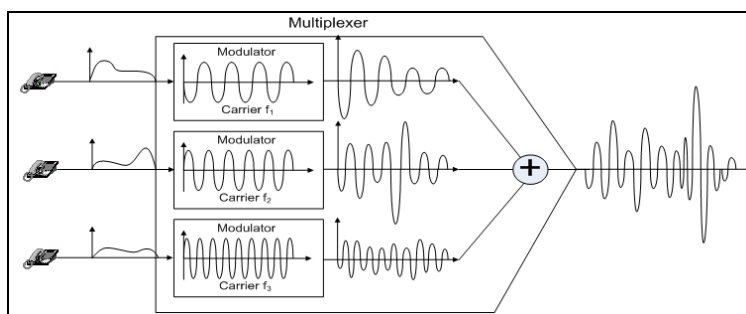 Multiplexer
Modulator
Carrier f₁
Modulator
Carrier f₂
+
Modulator
Carrier f₃